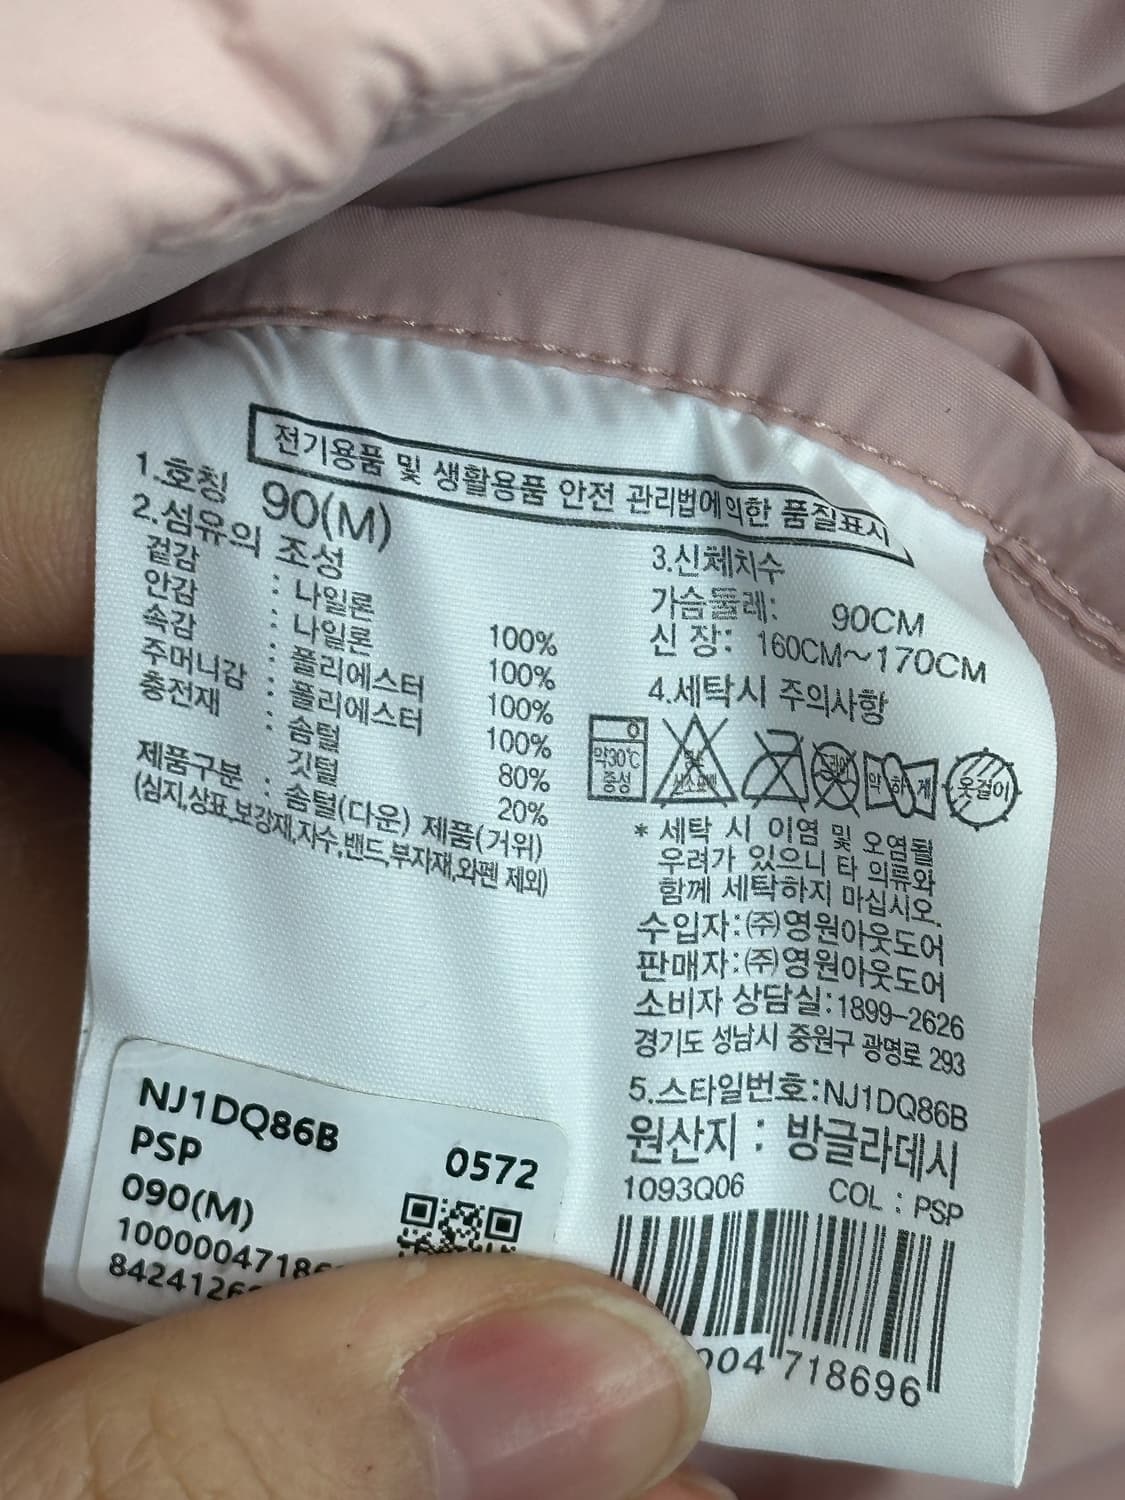 전기용품 및 생활용품 안전 관리법에의한 품질표시
1.호칭 90(M)
2.섬유의 조성
겉감 : 나일론 100%
안감 : 나일론 100%
속감 : 폴리에스터 100%
주머니감 : 폴리에스터 100%
충전재 : 솜털 80%
깃털 20%
제품구분 : 솜털(다운) 제품(거위)
(심지,상표,보강재,자수,밴드,부자재,와펜 제외)
3.신체치수
가슴둘레: 90CM
신 장: 160CM~170CM
4.세탁시 주의사항
약30℃
중성
약 하 게
옷걸이
* 세탁 시 이염 및 오염될
우려가 있으니 타 의류와
함께 세탁하지 마십시오.
수입자:㈜영원아웃도어
판매자:㈜영원아웃도어
소비자 상담실:1899-2626
경기도 성남시 중원구 광명로 293
5.스타일번호:NJ1DQ86B
원산지 : 방글라데시
1093Q06 COL : PSP
004 718696
NJ1DQ86B
PSP 0572
090(M)